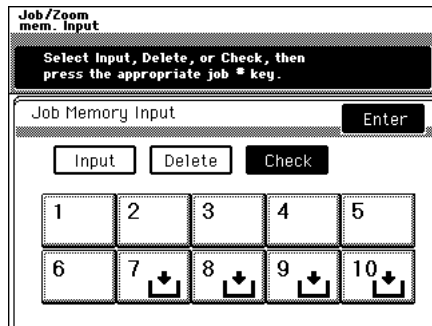 Job/Zoom
mem. Input
Select Input, Delete, or Check, then
press the appropriate job # key.
Job Memory Input
Enter
Input Delete Check
1 2 3 4 5
6 7 8 9 10